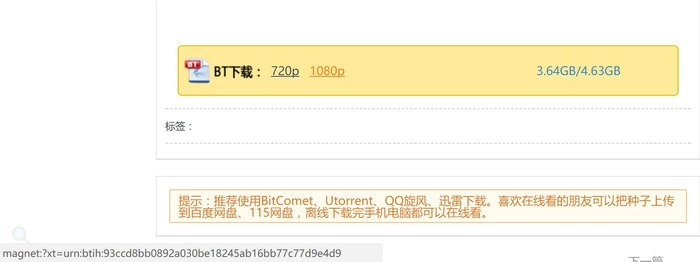 BT下载： 720p 1080p 3.64GB/4.63GB
标签：
提示：推荐使用BitComet、Utorrent、QQ旋风、迅雷下载。喜欢在线看的朋友可以把种子上传
到百度网盘、115网盘，离线下载完手机电脑都可以在线看。
magnet:?xt=urn:btih:93ccd8bb0892a030be18245ab16bb77c77d9e4d9
下一篇